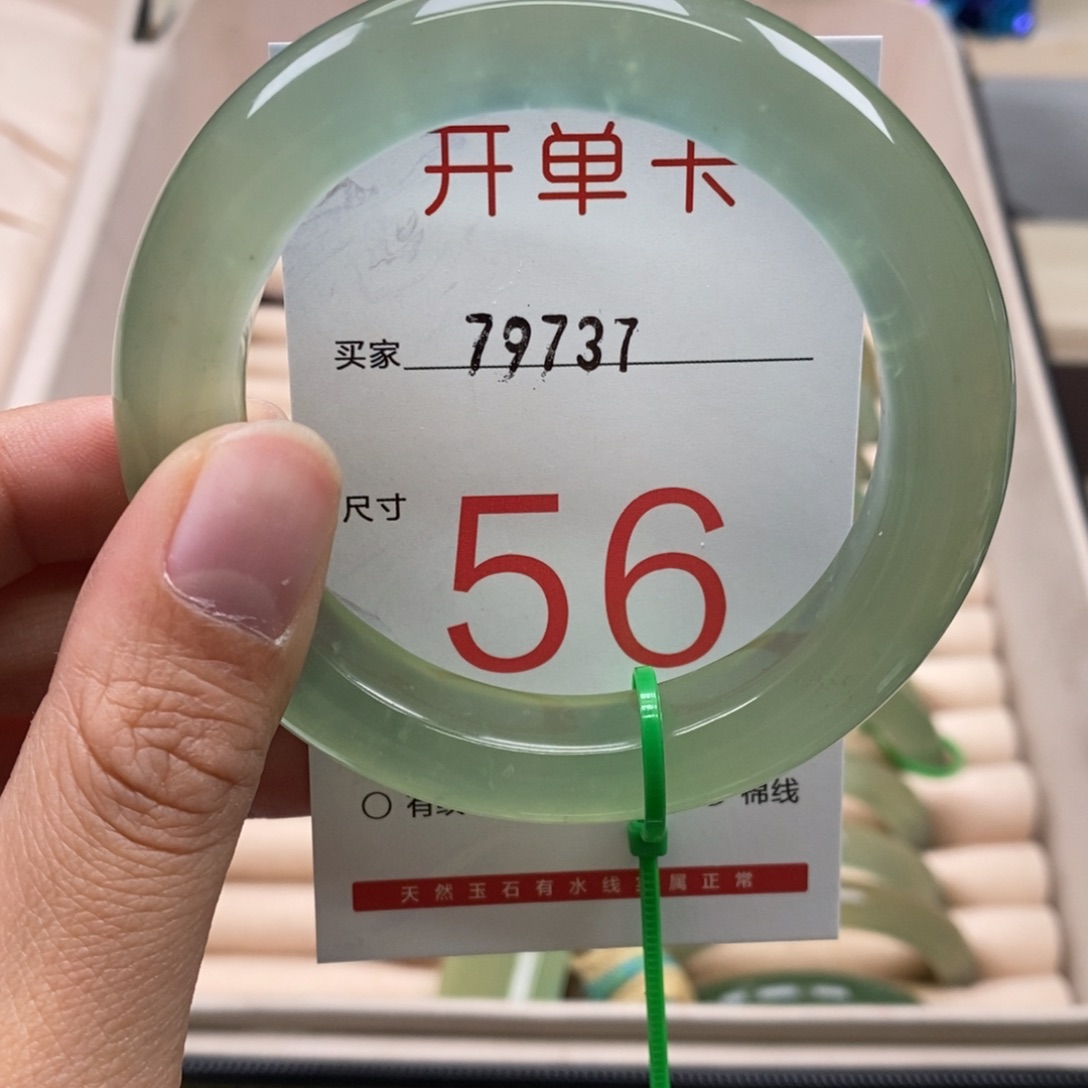 开单卡
买家 79737
尺寸 56
○ 有 棉线
天然玉石有水线 属正常